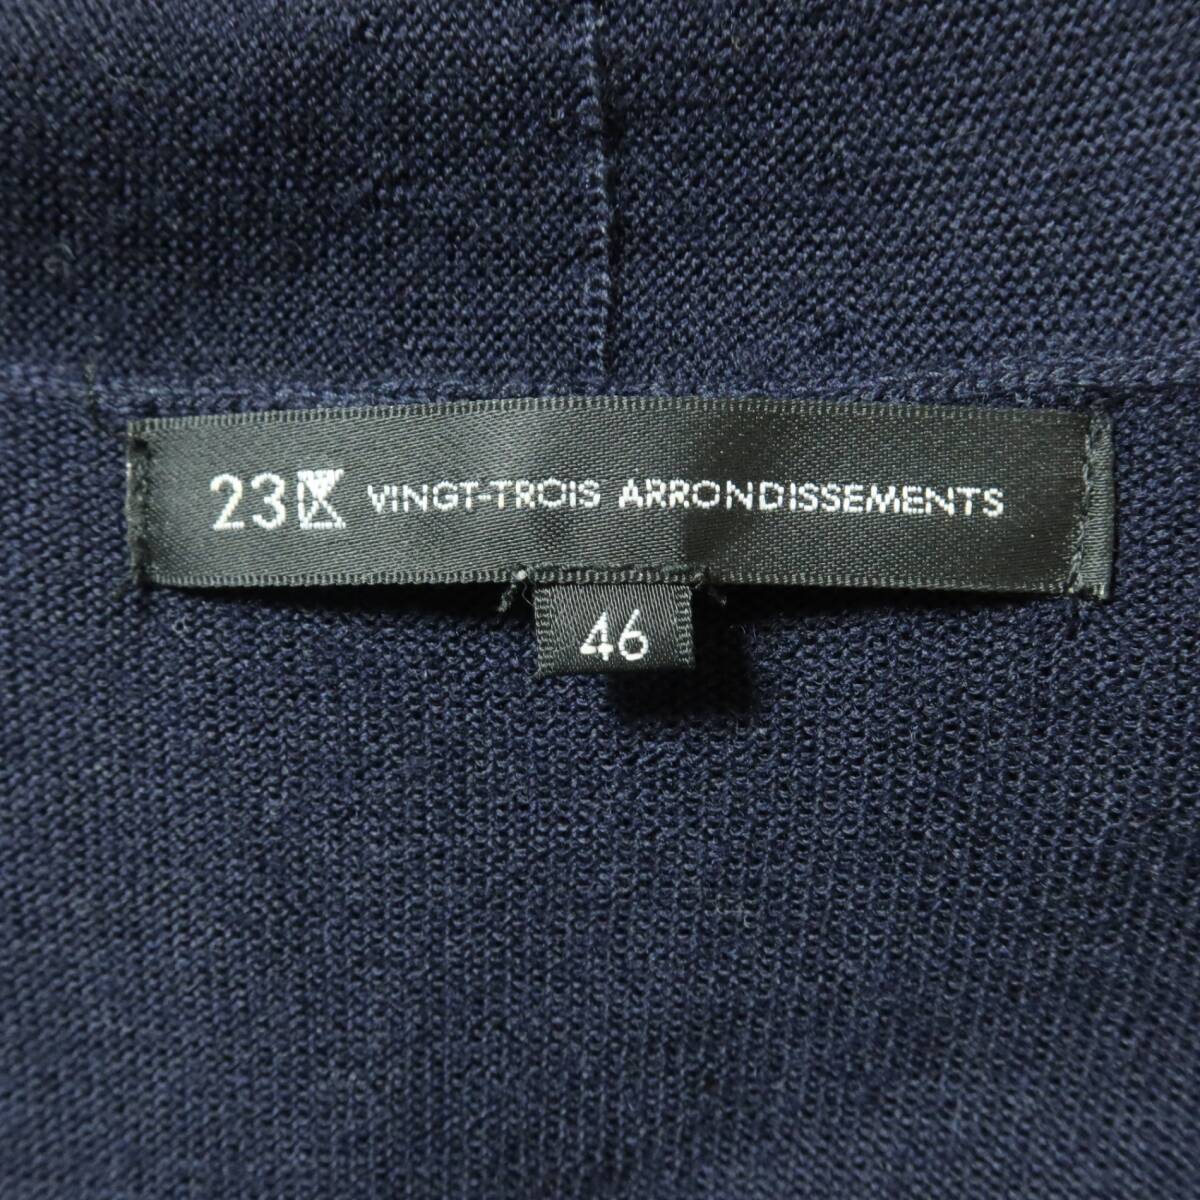 23区 VINGT-TROIS ARRONDISSEMENTS
46